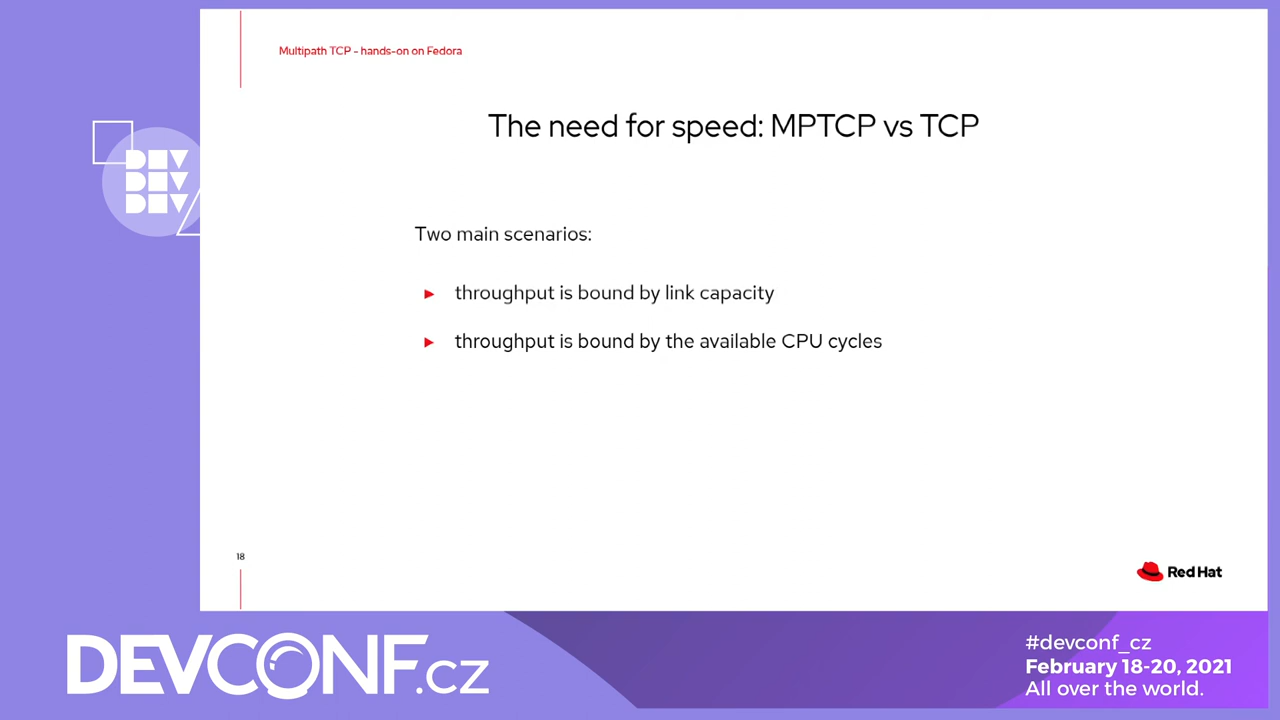 Multipath TCP - hands-on on Fedora
The need for speed: MPTCP vs TCP
DEV
DEV
DEV
Two main scenarios:
► throughput is bound by link capacity
► throughput is bound by the available CPU cycles
18
Red Hat
DEVCONF.cz
#devconf_cz
February 18-20, 2021
All over the world.